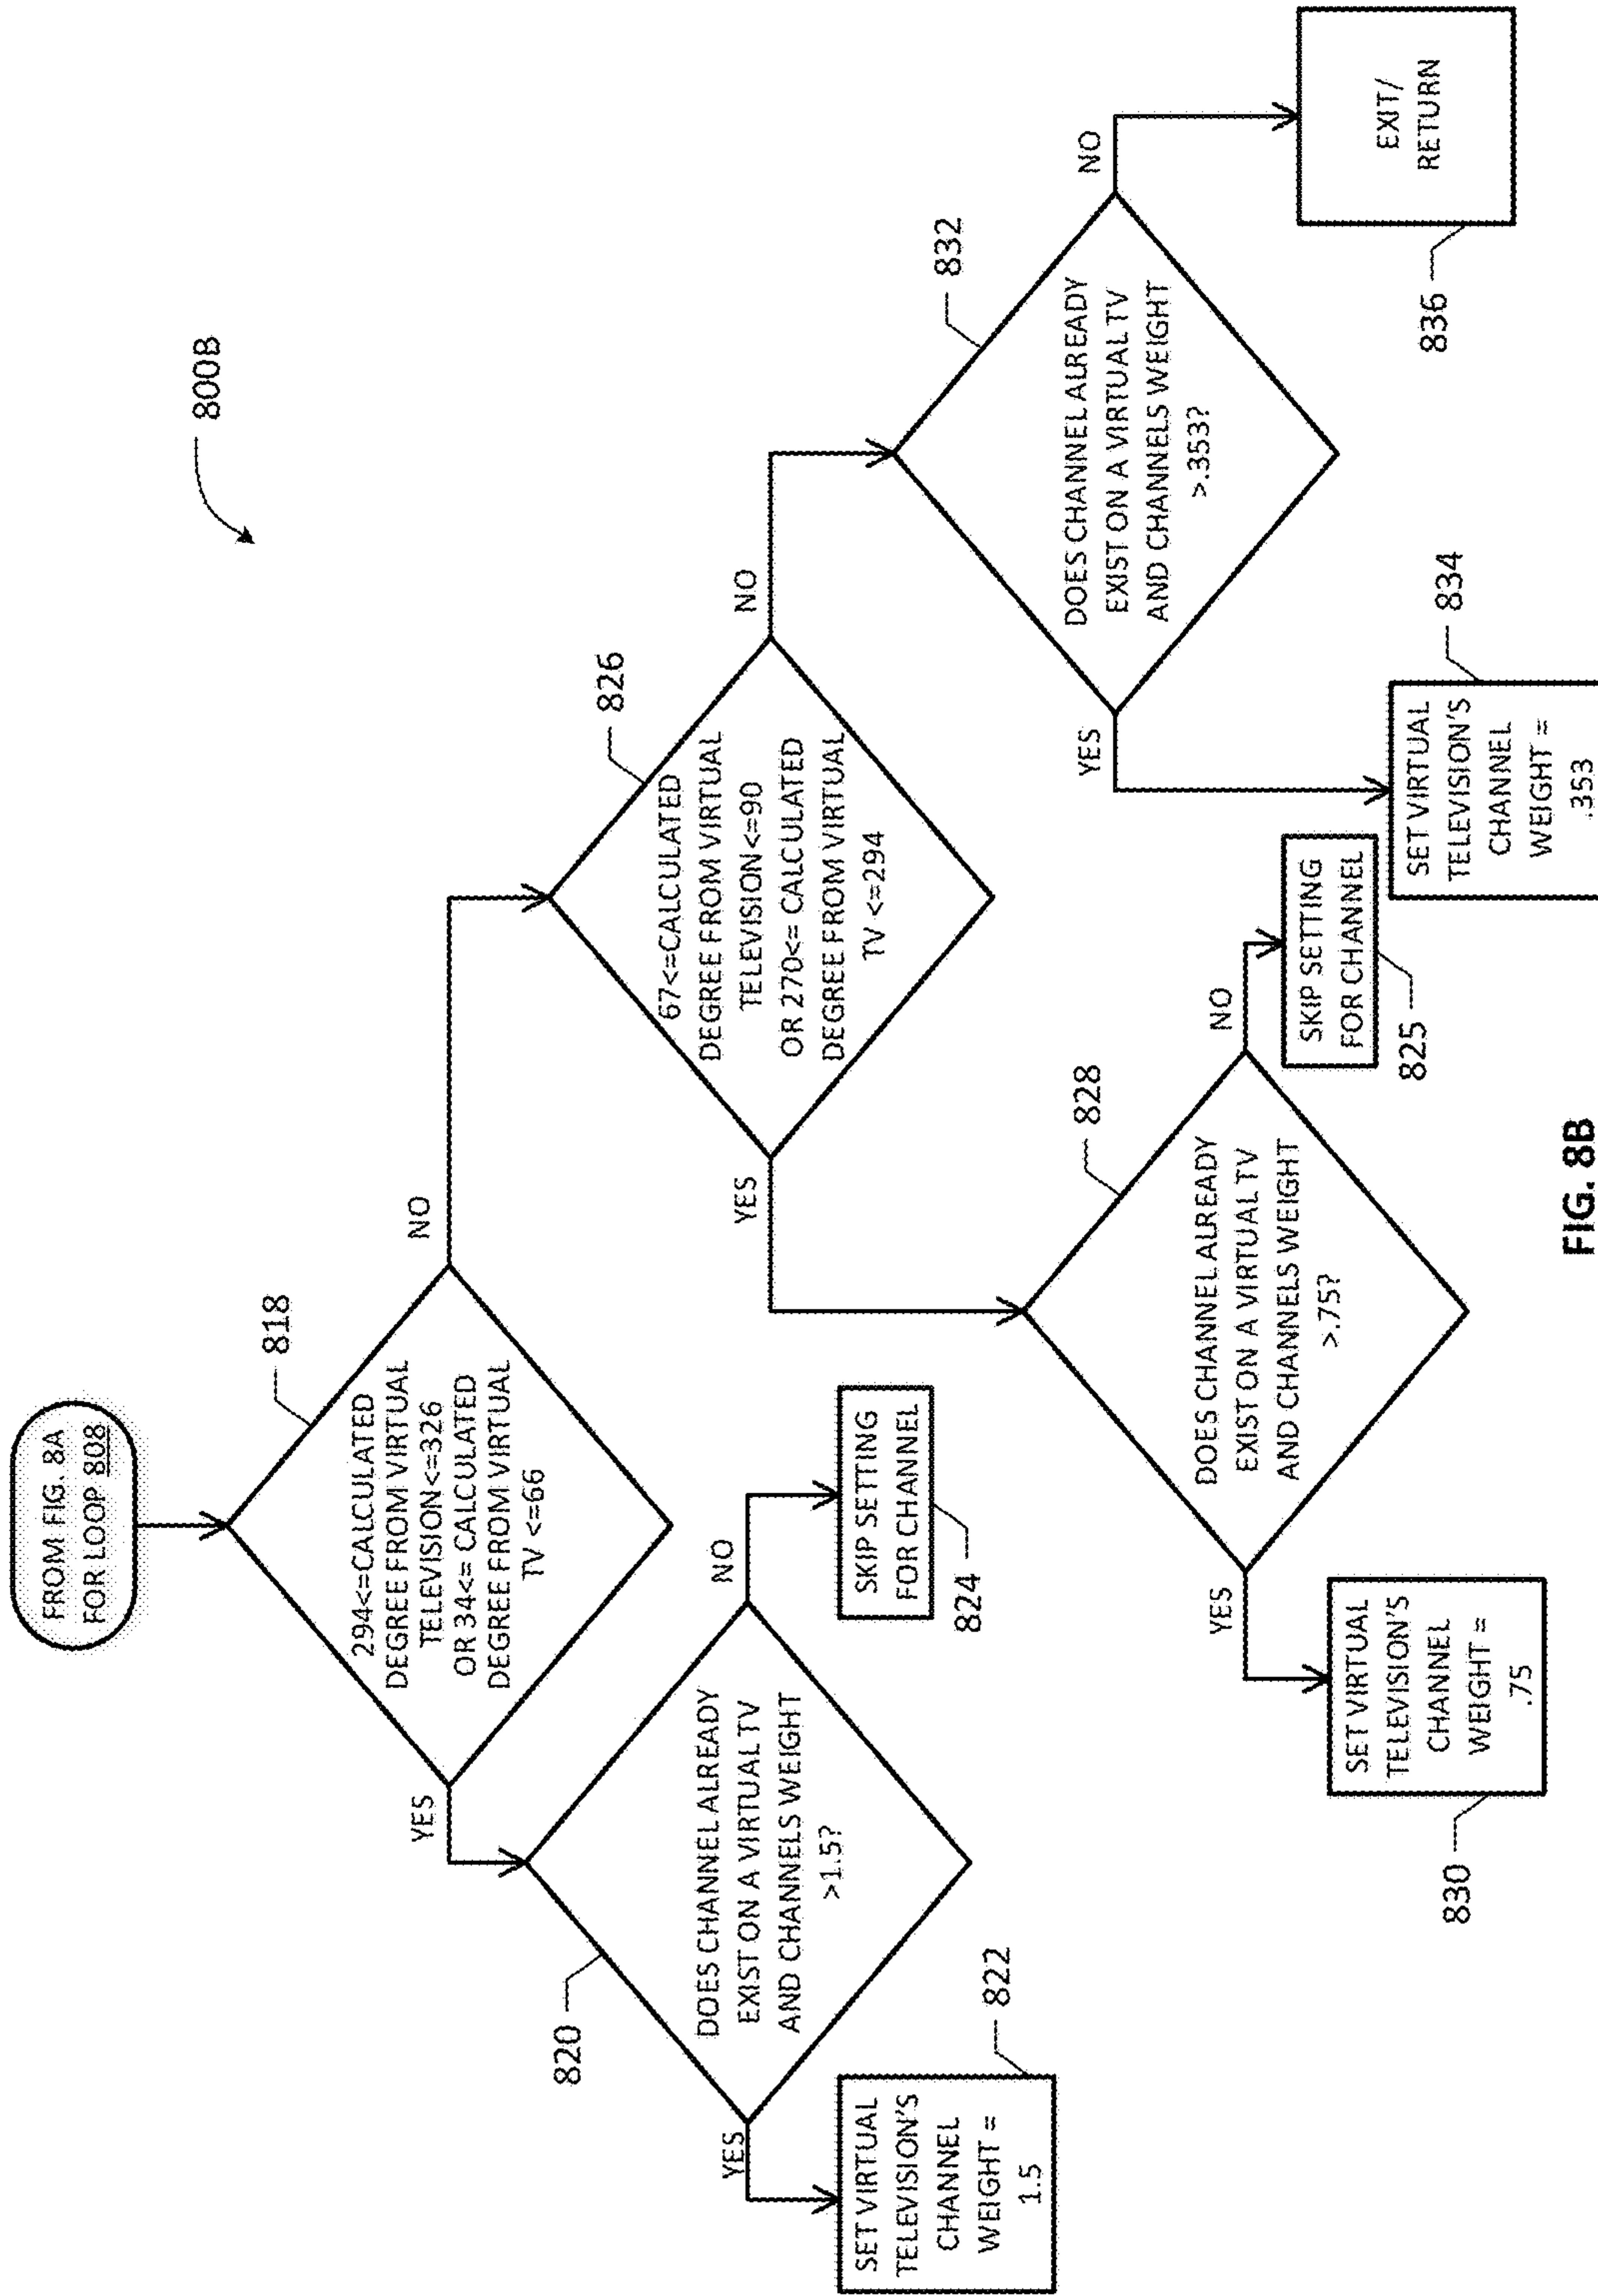 800B
FROM FIG. 8A
FOR LOOP 808
818
294<=CALCULATED
DEGREE FROM VIRTUAL
TELEVISION<=326
OR 34<= CALCULATED
DEGREE FROM VIRTUAL
TV <=66
YES
NO
820
DOES CHANNEL ALREADY
EXIST ON A VIRTUAL TV
AND CHANNELS WEIGHT
>1.5?
YES
NO
SET VIRTUAL
TELEVISION'S
CHANNEL
WEIGHT =
1.5
822
SKIP SETTING
FOR CHANNEL
824
826
67<=CALCULATED
DEGREE FROM VIRTUAL
TELEVISION<=90
OR 270<= CALCULATED
DEGREE FROM VIRTUAL
TV <=294
YES
NO
828
DOES CHANNEL ALREADY
EXIST ON A VIRTUAL TV
AND CHANNELS WEIGHT
>.75?
YES
NO
SET VIRTUAL
TELEVISION'S
CHANNEL
WEIGHT =
.75
830
SKIP SETTING
FOR CHANNEL
825
832
DOES CHANNEL ALREADY
EXIST ON A VIRTUAL TV
AND CHANNELS WEIGHT
>.353?
YES
NO
SET VIRTUAL
TELEVISION'S
CHANNEL
WEIGHT =
.353
834
EXIT/
RETURN
836
FIG. 8B